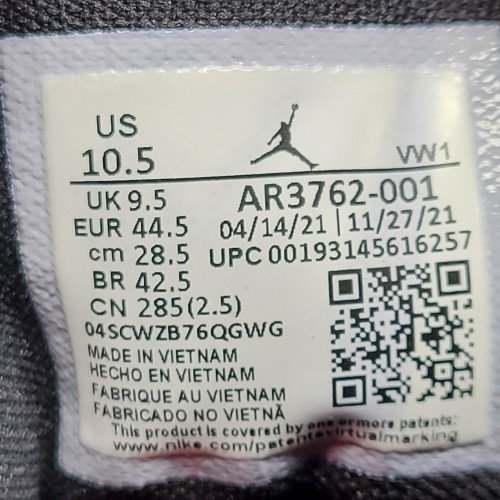 US
10.5 VW1
UK 9.5 AR3762-001
EUR 44.5 04/14/21 | 11/27/21
cm 28.5 UPC 00193145616257
BR 42.5
CN 285(2.5)
04SCWZB76QGWG
MADE IN VIETNAM
HECHO EN VIETNAM
FABRIQUE AU VIETNAM
FABRICADO NO VIETNÃ
This product is covered by one or more patents:
www.nike.com/patentsvirtualmarking